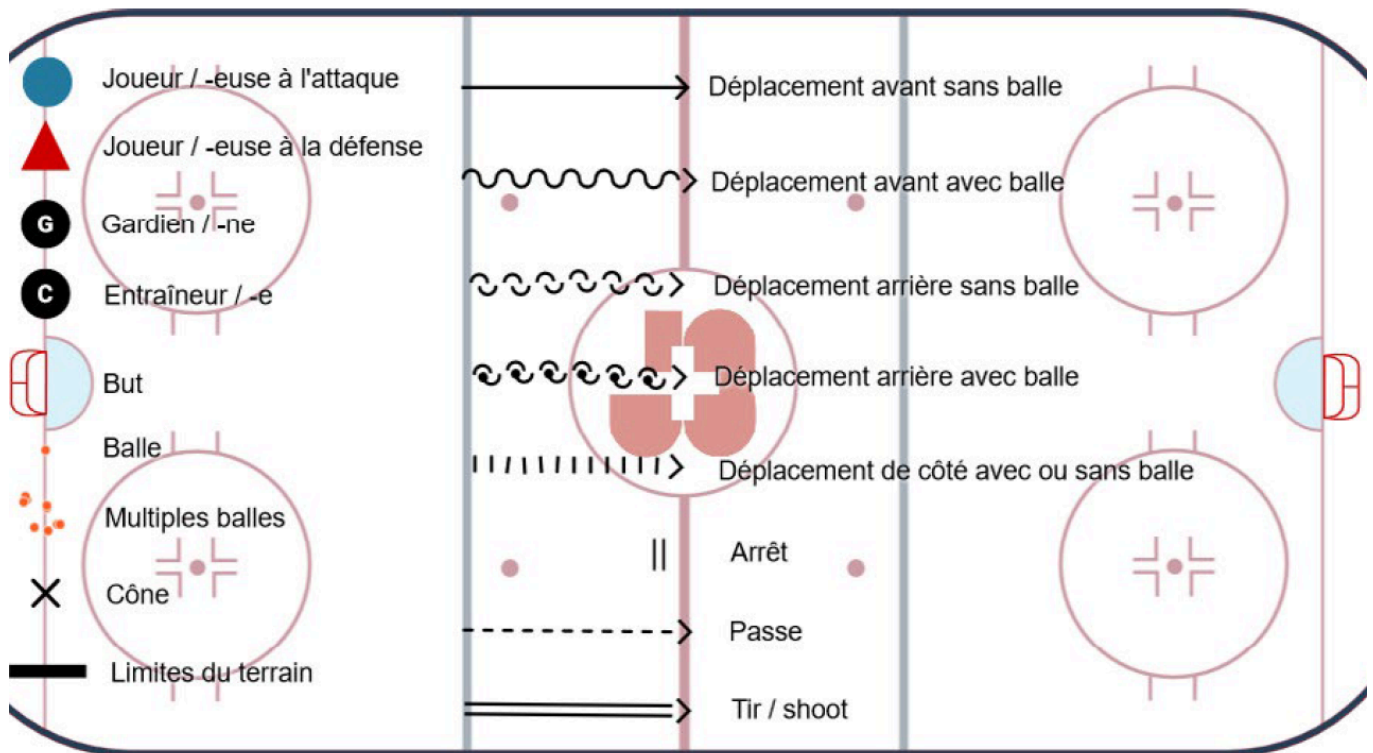 Joueur / -euse à l'attaque
Joueur / -euse à la défense
G
Gardien / -ne
C
Entraîneur / -e
But
Balle
Multiples balles
Cône
Limites du terrain
Déplacement avant sans balle
Déplacement avant avec balle
Déplacement arrière sans balle
Déplacement arrière avec balle
Déplacement de côté avec ou sans balle
Arrêt
Passe
Tir / shoot